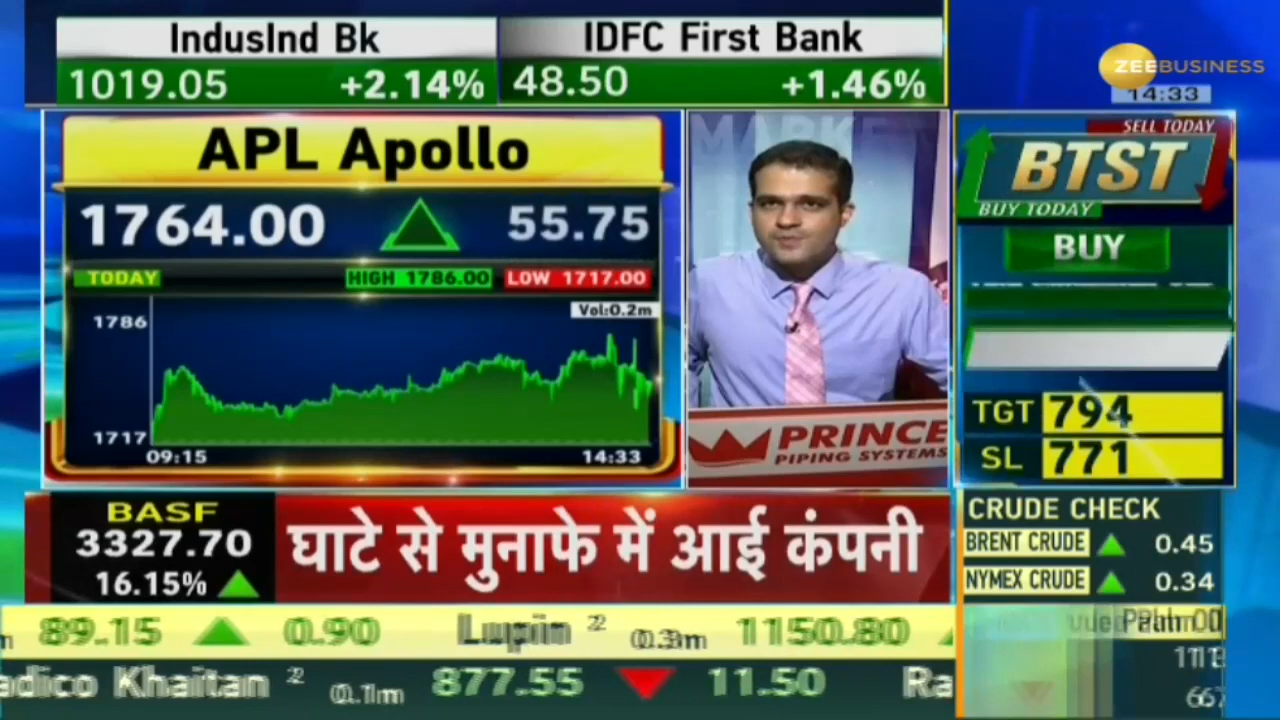 IndusInd Bk
1019.05 +2.14%
IDFC First Bank
48.50 +1.46%
ZEEBUSINESS
14:33
APL Apollo
1764.00 55.75
TODAY HIGH 1786.00 LOW 1717.00
Vol:0.2m
1786
1717
09:15 14:33
MARKET
PRINCE
PIPING SYSTEMS
SELL TODAY
BTST
BUY TODAY
BUY
TGT 794
SL 771
BASF
3327.70
16.15%
घाटे से मुनाफे में आई कंपनी
CRUDE CHECK
BRENT CRUDE 0.45
NYMEX CRUDE 0.34
89.15 0.90 Lupin 1150.80
adico Khaitan 0.1m 877.55 11.50 Ra